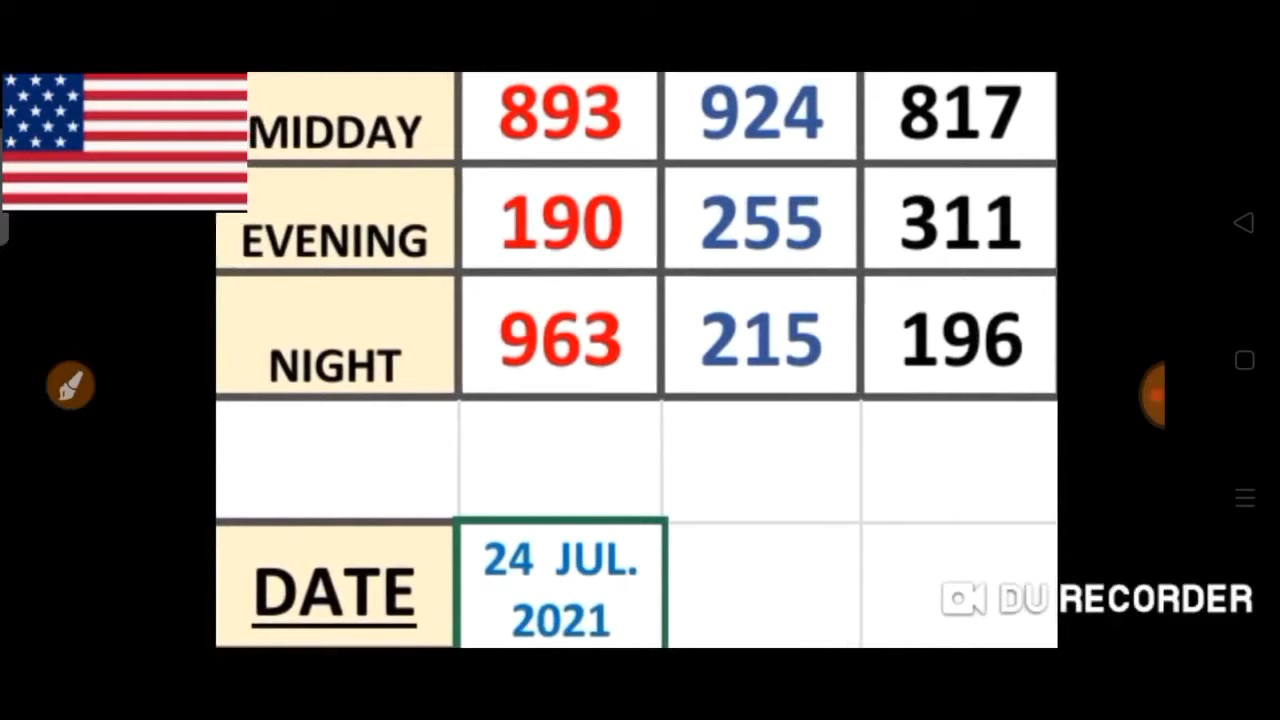 MIDDAY 893 924 817
EVENING 190 255 311
NIGHT 963 215 196
DATE 24 JUL.
2021
DU RECORDER